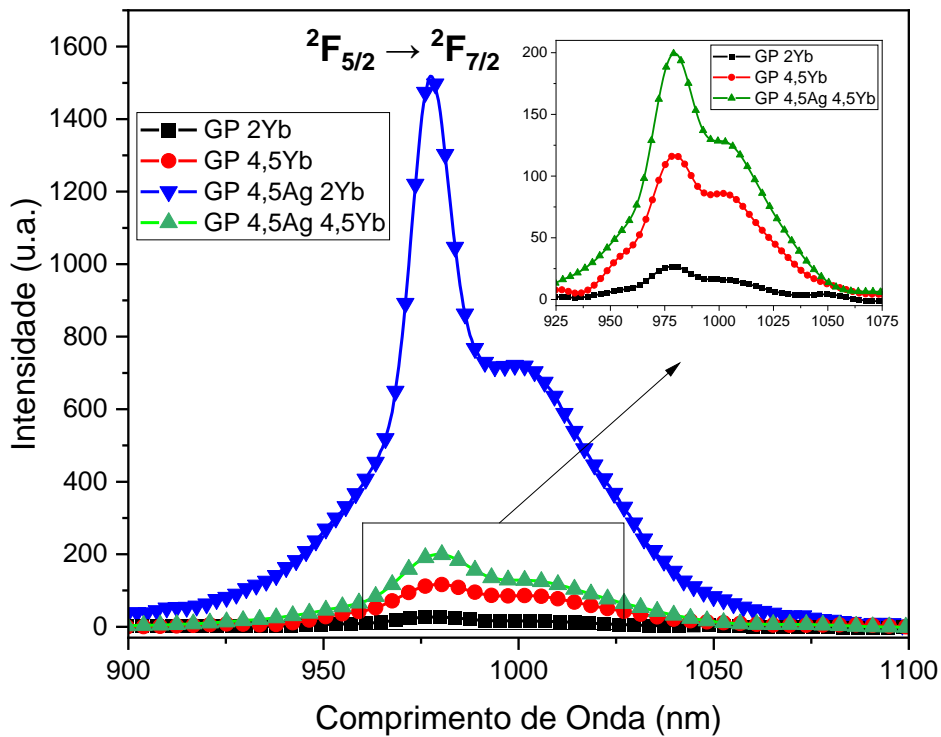 ²F₅/₂ → ²F₇/₂
GP 2Yb
GP 4,5Yb
GP 4,5Ag 2Yb
GP 4,5Ag 4,5Yb
Intensidade (u.a.)
1600
1400
1200
1000
800
600
400
200
0
900
950
1000
1050
1100
Comprimento de Onda (nm)
GP 2Yb
GP 4,5Yb
GP 4,5Ag 4,5Yb
200
150
100
50
0
925
950
975
1000
1025
1050
1075